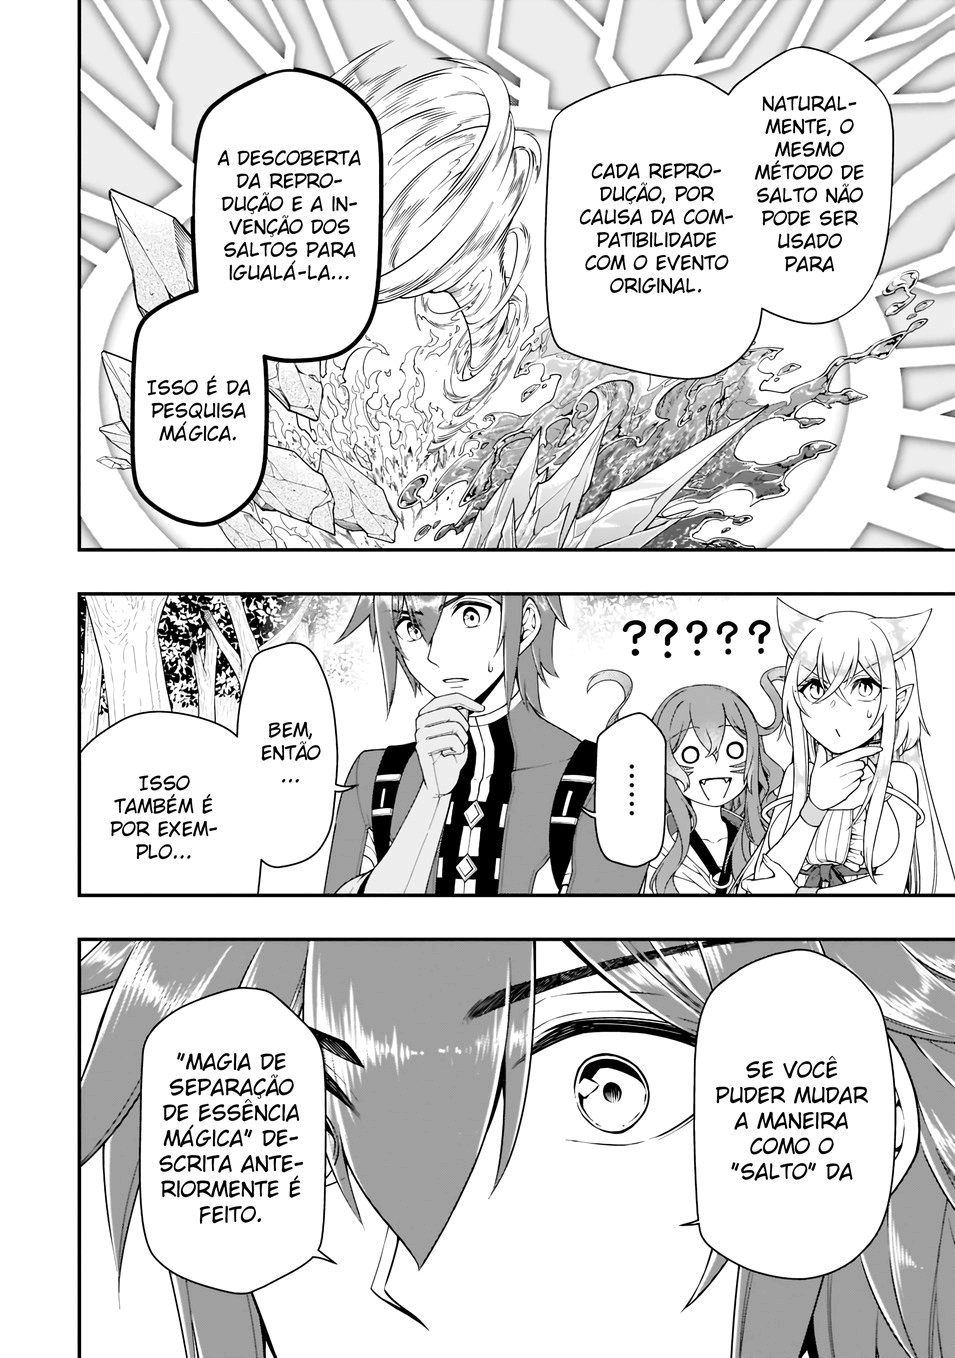 NATURAL-
MENTE, O
MESMO
MÉTODO DE
SALTO NÃO
PODE SER
USADO
PARA
CADA REPRO-
DUÇÃO, POR
CAUSA DA COM-
PATIBILIDADE
COM O EVENTO
ORIGINAL.
A DESCOBERTA
DA REPRO-
DUÇÃO E A IN-
VENÇÃO DOS
SALTOS PARA
IGUALÁ-LA...
ISSO É DA
PESQUISA
MÁGICA.
?????
......
BEM,
ENTÃO
...
ISSO
TAMBÉM É
POR EXEM-
PLO...
SE VOCÊ
PUDER MUDAR
A MANEIRA
COMO O
"SALTO" DA
"MAGIA DE
SEPARAÇÃO
DE ESSÊNCIA
MÁGICA" DE-
SCRITA ANTE-
RIORMENTE É
FEITO.